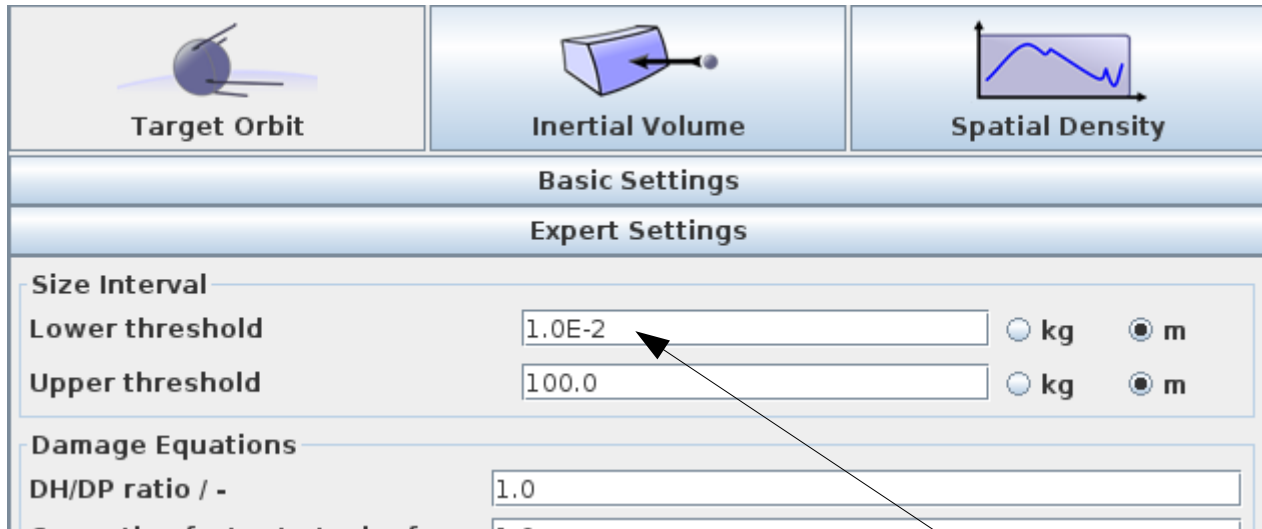 Target Orbit
Inertial Volume
Spatial Density
Basic Settings
Expert Settings
Size Interval
Lower threshold 1.0E-2 kg m
Upper threshold 100.0 kg m
Damage Equations
DH/DP ratio / - 1.0